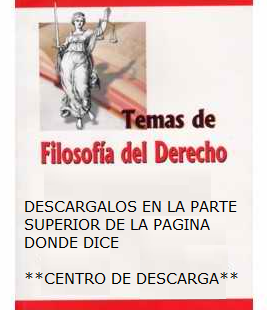 Temas de
Filosofía del Derecho
DESCARGALOS EN LA PARTE
SUPERIOR DE LA PAGINA
DONDE DICE
**CENTRO DE DESCARGA**